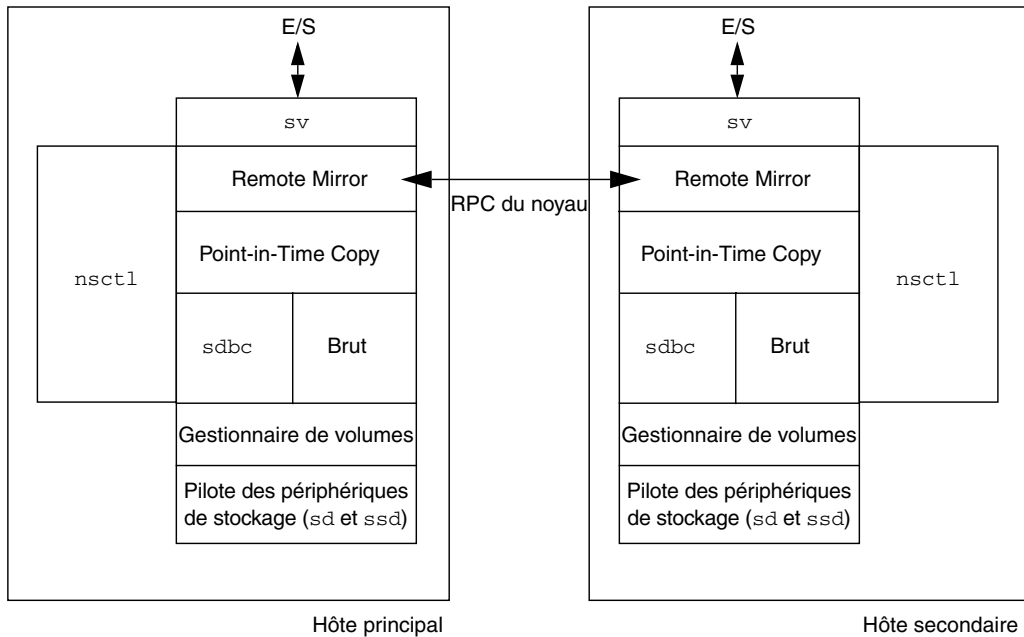 E/S
sv
Remote Mirror
Point-in-Time Copy
nsctl
sdbc
Brut
Gestionnaire de volumes
Pilote des périphériques
de stockage (sd et ssd)
Hôte principal
RPC du noyau
E/S
sv
Remote Mirror
Point-in-Time Copy
nsctl
sdbc
Brut
Gestionnaire de volumes
Pilote des périphériques
de stockage (sd et ssd)
Hôte secondaire